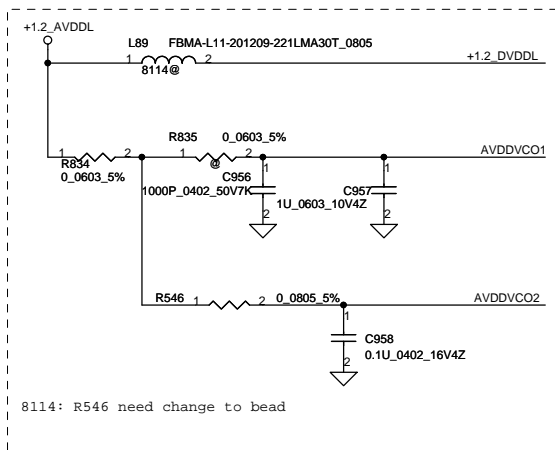 +1.2_AVDDL
L89 FBMA-L11-201209-221LMA30T_0805
1 2
8114@
+1.2_DVDDL
R835 0_0603_5%
1 2
@
AVDDVCO1
1 2
R834
0_0603_5%
C956
1000P_0402_50V7K
1
2
C957
1U_0603_10V4Z
1
2
R546 1 2 0_0805_5%
AVDDVCO2
1
C958
2
0.1U_0402_16V4Z
8114: R546 need change to bead